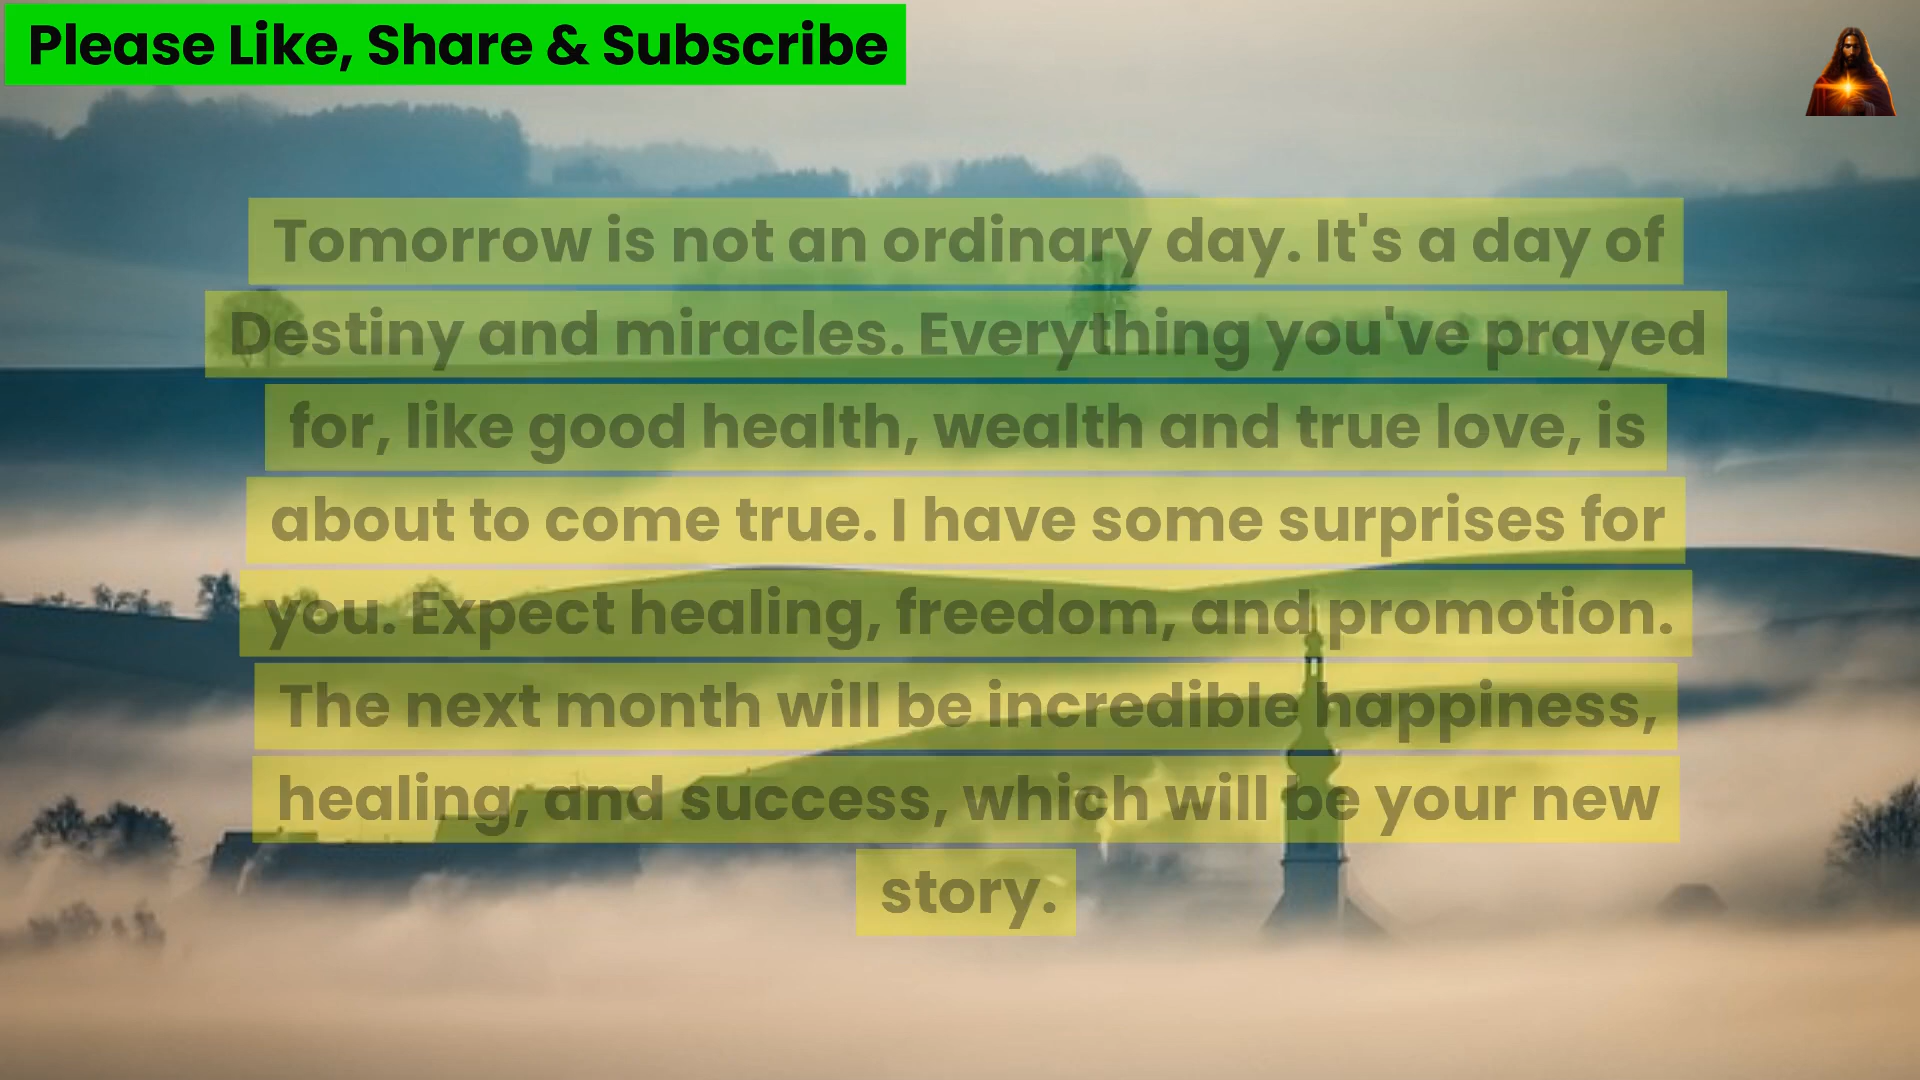 Please Like, Share & Subscribe
Tomorrow is not an ordinary day. It's a day of
Destiny and miracles. Everything you've prayed
for, like good health, wealth and true love, is
about to come true. I have some surprises for
you. Expect healing, freedom, and promotion.
The next month will be incredible happiness,
healing, and success, which will be your new
story.